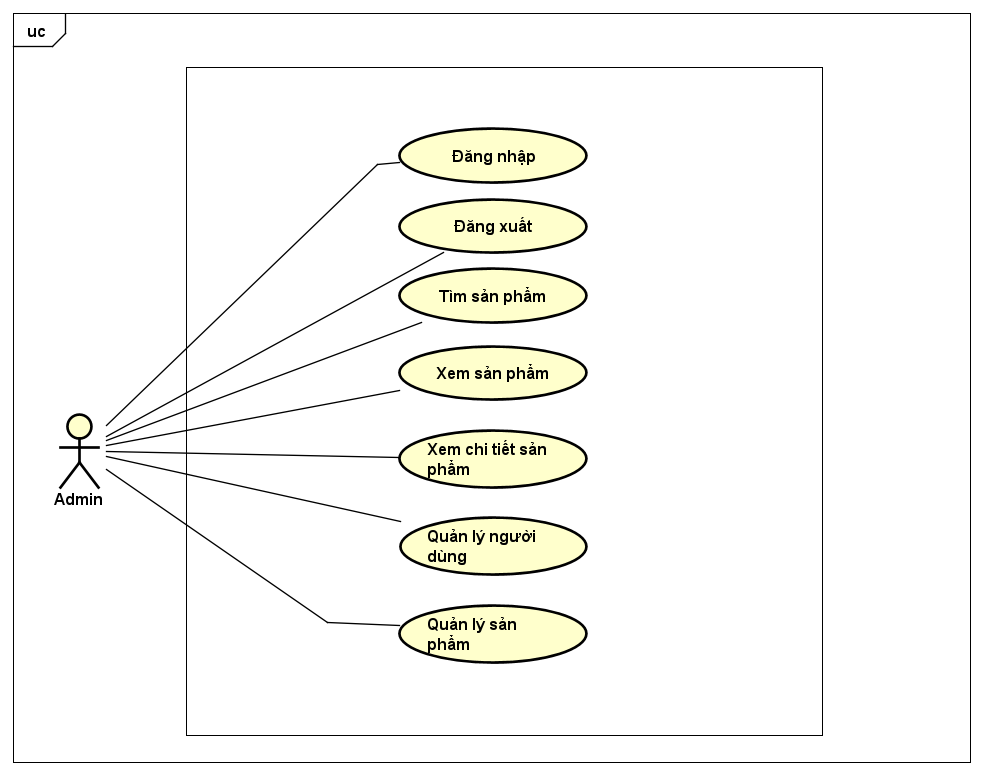 uc
Đăng nhập
Đăng xuất
Tìm sản phẩm
Xem sản phẩm
Xem chi tiết sản
phẩm
Admin
Quản lý người
dùng
Quản lý sản
phẩm